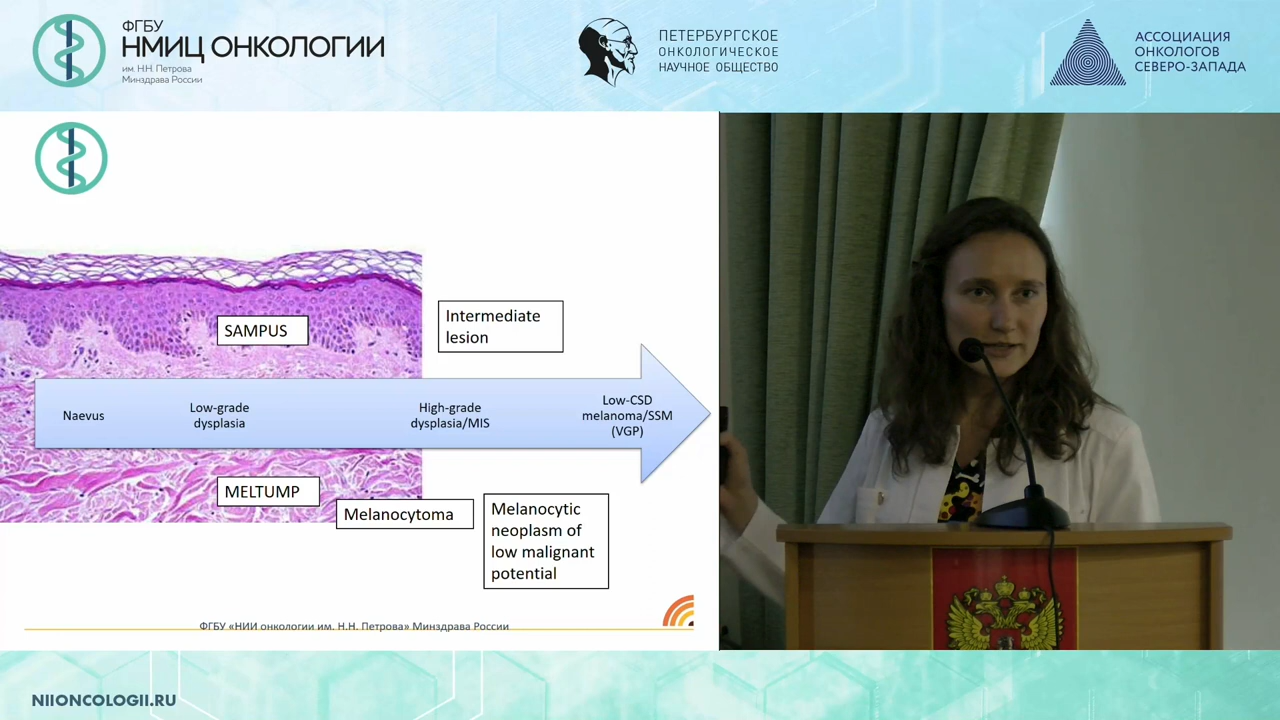 ФГБУ
НМИЦ ОНКОЛОГИИ
им. Н.Н. Петрова
Минздрава России
ПЕТЕРБУРГСКОЕ
ОНКОЛОГИЧЕСКОЕ
НАУЧНОЕ ОБЩЕСТВО
АССОЦИАЦИЯ
ОНКОЛОГОВ
СЕВЕРО-ЗАПАДА
SAMPUS
Intermediate
lesion
Naevus
Low-grade
dysplasia
High-grade
dysplasia/MIS
Low-CSD
melanoma/SSM
(VGP)
MELTUMP
Melanocytoma
Melanocytic
neoplasm of
low malignant
potential
ФГБУ «НИИ онкологии им. Н.Н. Петрова» Минздрава России
NIIONCOLOGII.RU